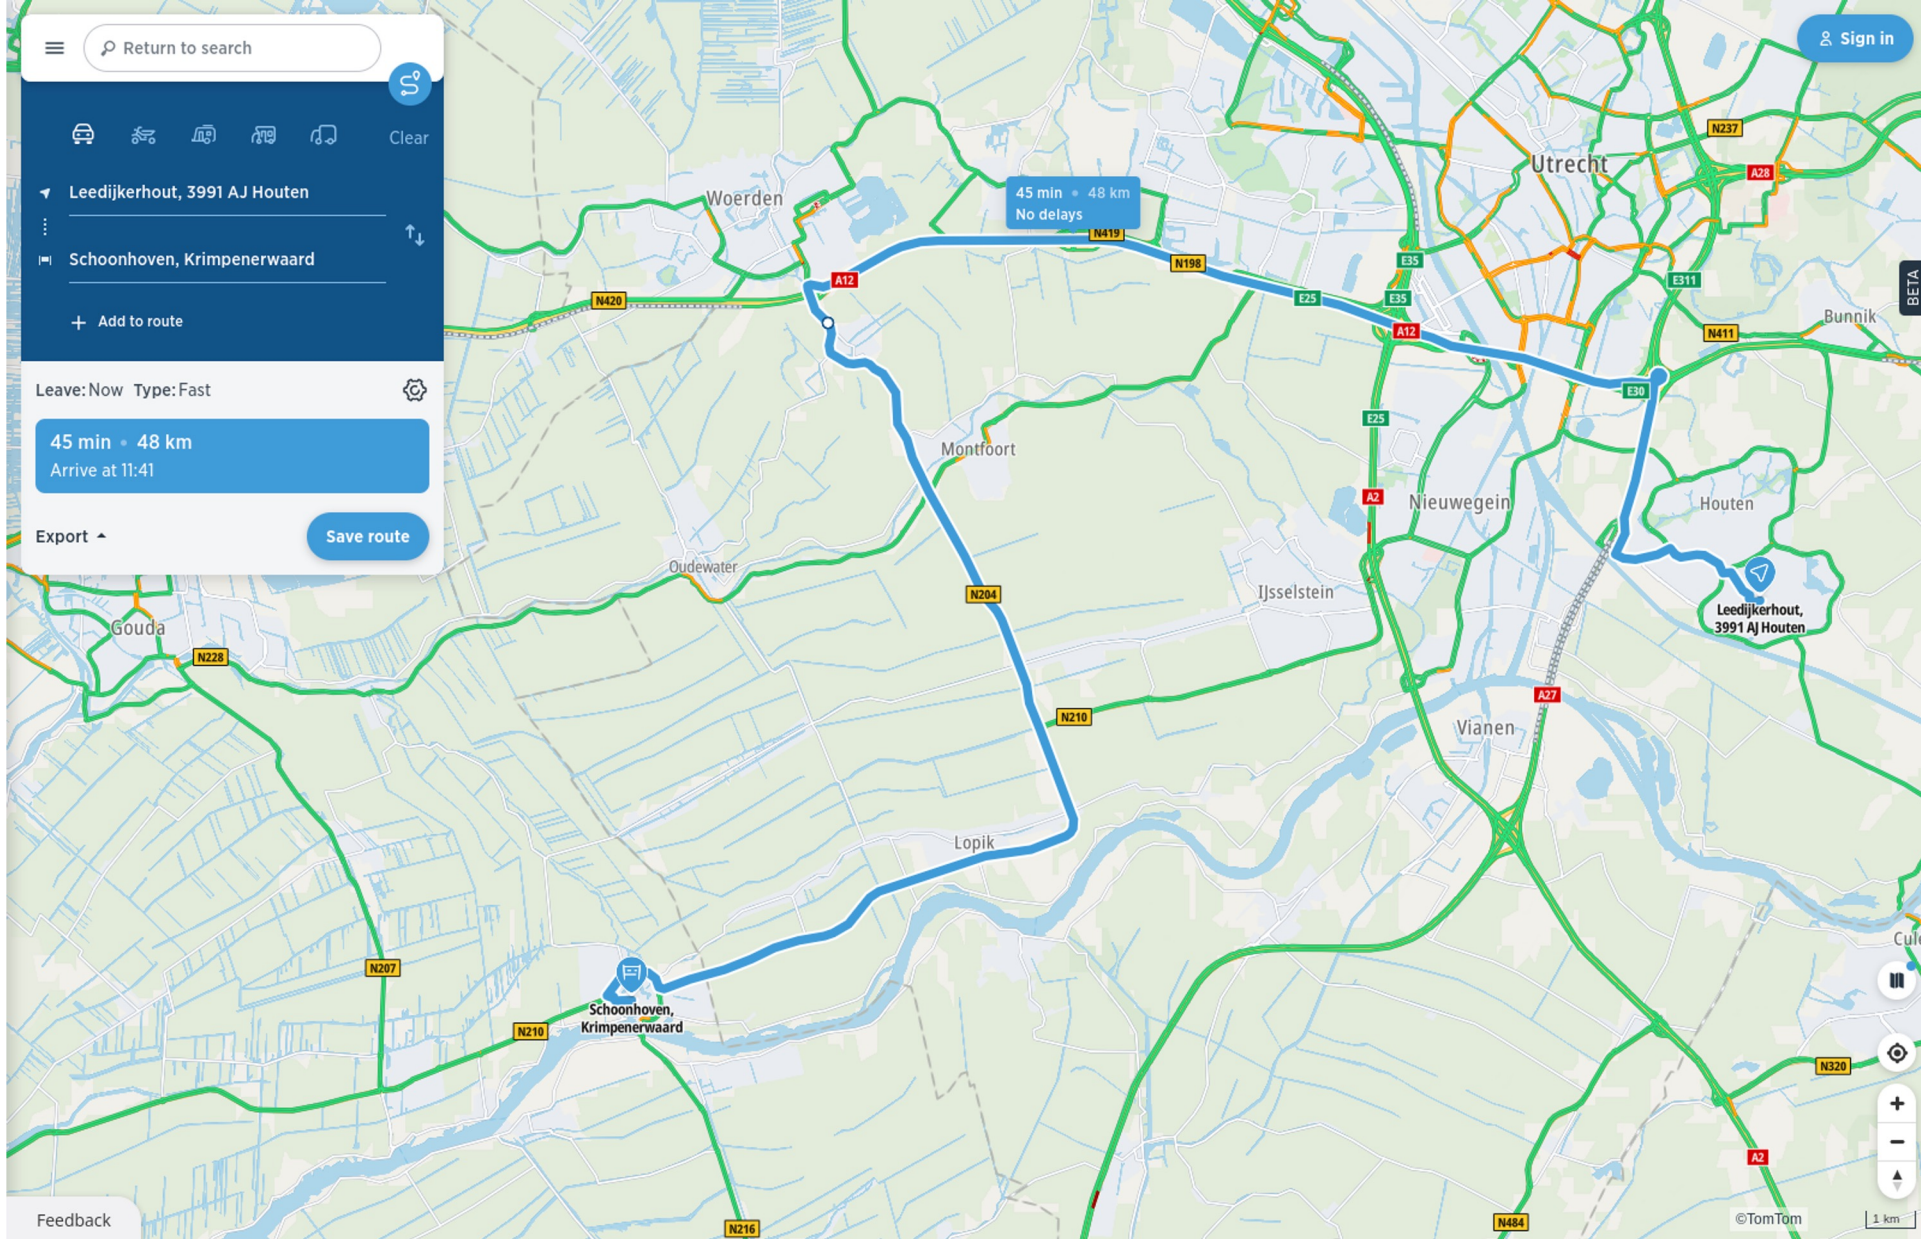 Return to search
Clear
Leedijkerhout, 3991 AJ Houten
Schoonhoven, Krimpenerwaard
Add to route
Leave: Now Type: Fast
45 min • 48 km
Arrive at 11:41
Export
Save route
Sign in
BETA
N237
Utrecht
A28
Woerden
45 min • 48 km
No delays
N419
N198
E35
A12
E311
N420
E25
E35
Bunnik
A12
N411
E30
E25
Montfoort
A2
Nieuwegein
Houten
Oudewater
N204
IJsselstein
Leedijkerhout,
3991 AJ Houten
Gouda
N228
A27
N210
Vianen
Lopik
Cul
N207
Schoonhoven,
Krimpenerwaard
N210
N320
A2
Feedback
N216
N484
©TomTom
1 km